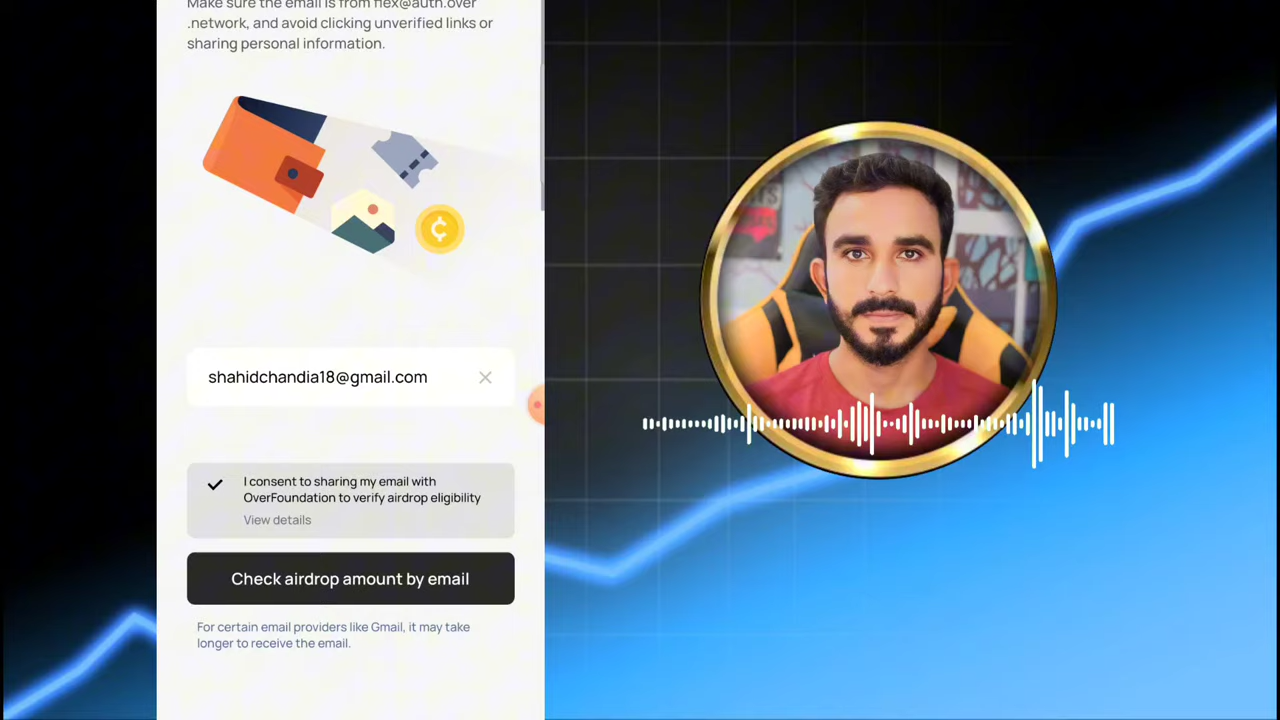 Make sure the email is from flex@auth.over
.network, and avoid clicking unverified links or
sharing personal information.
shahidchandia18@gmail.com
I consent to sharing my email with
OverFoundation to verify airdrop eligibility
View details
Check airdrop amount by email
For certain email providers like Gmail, it may take
longer to receive the email.